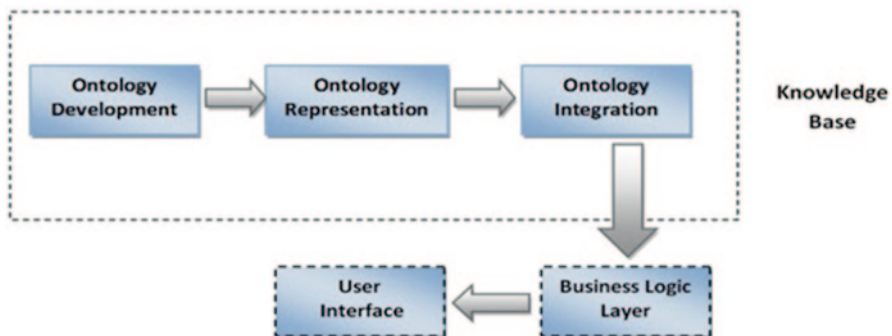 Ontology
Development
Ontology
Representation
Ontology
Integration
Knowledge
Base
User
Interface
Business Logic
Layer